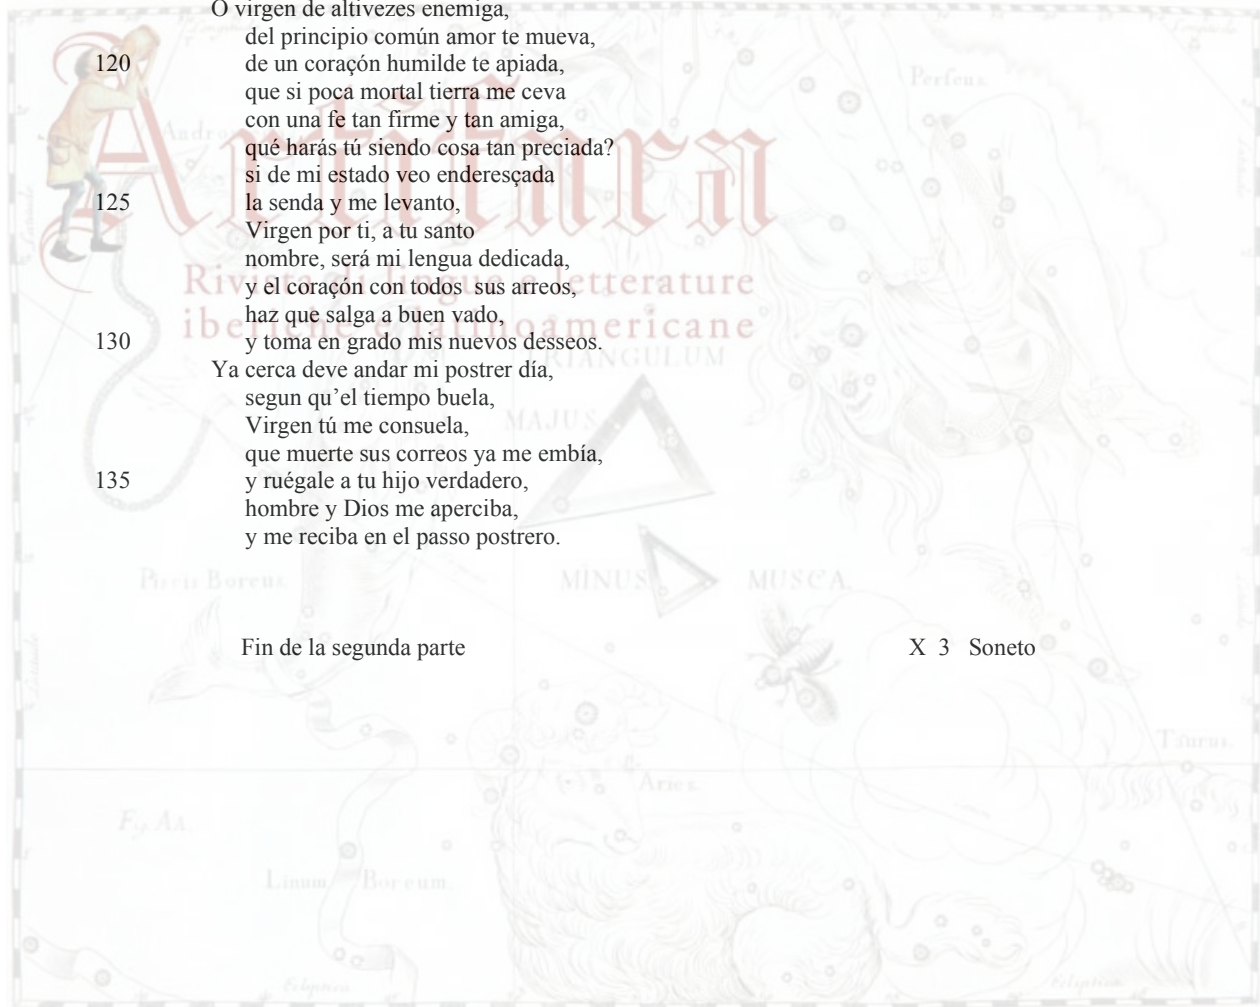 O virgen de altivezes enemiga,
del principio común amor te mueva,
120 de un coraçón humilde te apiada,
que si poca mortal tierra me ceva
con una fe tan firme y tan amiga,
qué harás tú siendo cosa tan preciada?
si de mi estado veo enderesçada
125 la senda y me levanto,
Virgen por ti, a tu santo
nombre, será mi lengua dedicada,
y el coraçón con todos sus arreos,
haz que salga a buen vado,
130 y toma en grado mis nuevos desseos.
Ya cerca deve andar mi postrer día,
segun qu'el tiempo buela,
Virgen tú me consuela,
que muerte sus correos ya me embía,
135 y ruégale a tu hijo verdadero,
hombre y Dios me aperciba,
y me reciba en el passo postrero.
Fin de la segunda parte X 3 Soneto
Artifara
Rivista di lingue e letterature
iberiche e latinoamericane
Perseus
TRIANGULUM
MAJUS
MINUS
MUSCA
Piscis Boreus
Taurus
Aries
Linum Boreum
Ecliptica